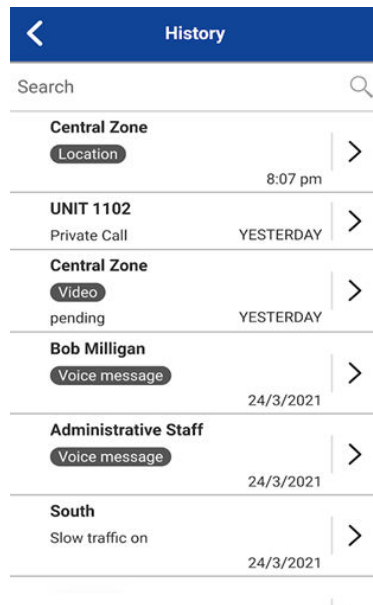 History
Search
Central Zone
Location
8:07 pm
UNIT 1102
Private Call YESTERDAY
Central Zone
Video
pending YESTERDAY
Bob Milligan
Voice message
24/3/2021
Administrative Staff
Voice message
24/3/2021
South
Slow traffic on
24/3/2021